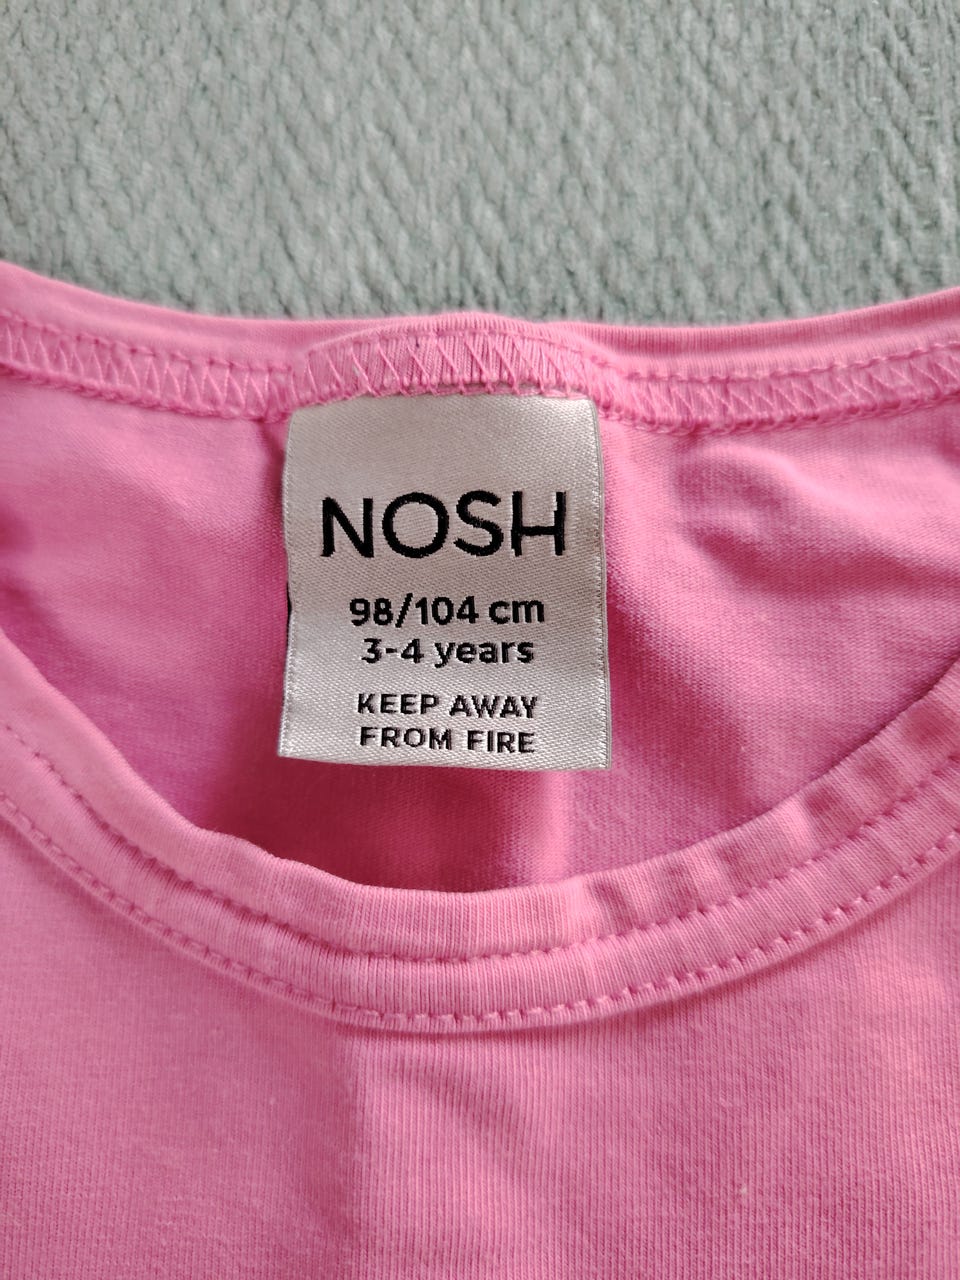 NOSH
98/104 cm
3-4 years
KEEP AWAY
FROM FIRE